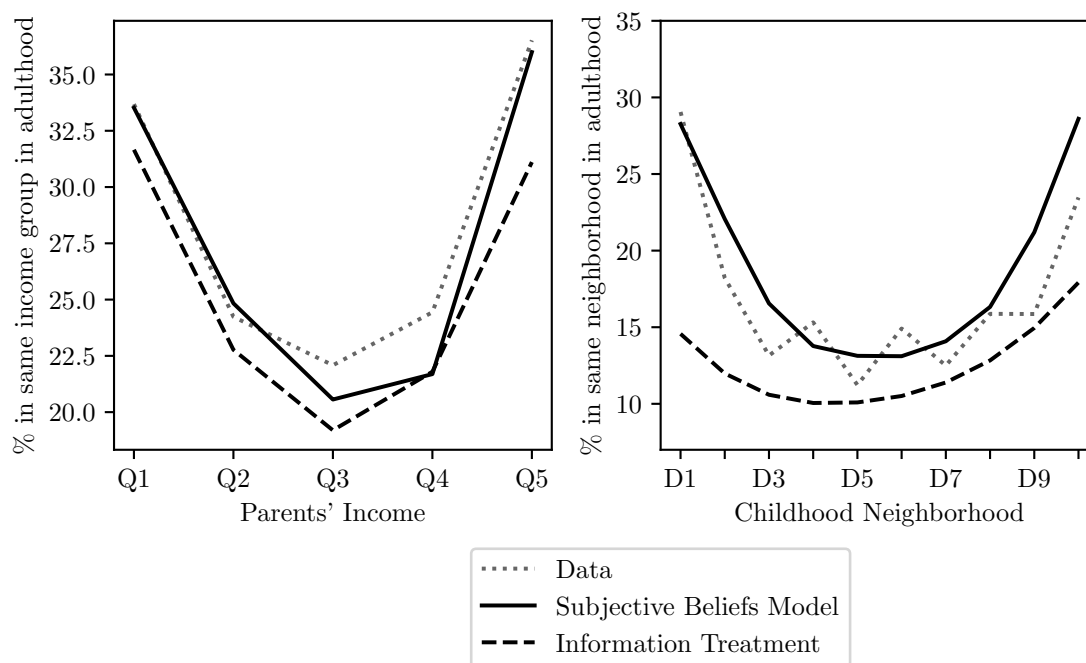 % in same income group in adulthood
35.0
32.5
30.0
27.5
25.0
22.5
20.0
Q1 Q2 Q3 Q4 Q5
Parents’ Income
% in same neighborhood in adulthood
35
30
25
20
15
10
D1 D3 D5 D7 D9
Childhood Neighborhood
Data
Subjective Beliefs Model
Information Treatment